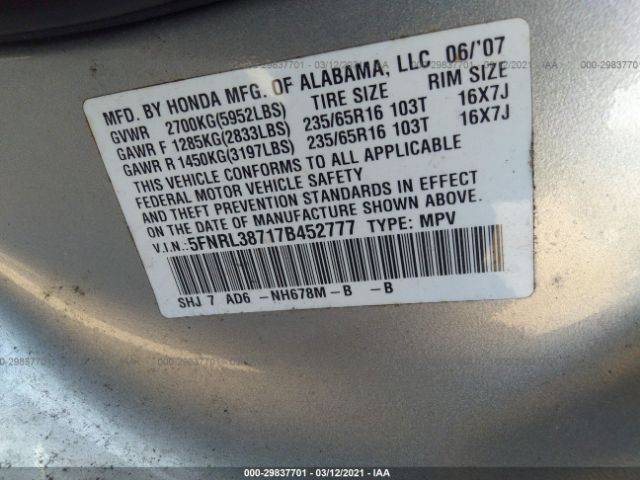 MFD. BY HONDA MFG. OF ALABAMA, LLC 06/'07
GVWR 2700KG(5952LBS) TIRE SIZE RIM SIZE
GAWR F 1285KG(2833LBS) 235/65R16 103T 16X7J
GAWR R 1450KG(3197LBS) 235/65R16 103T 16X7J
THIS VEHICLE CONFORMS TO ALL APPLICABLE
FEDERAL MOTOR VEHICLE SAFETY
AND THEFT PREVENTION STANDARDS IN EFFECT
ON THE DATE OF MANUFACTURE SHOWN ABOVE.
V.I.N.: 5FNRL38717B452777 TYPE: MPV
SHJ 7 AD6 -NH678M-B -B
000-29837701 - 03/12/2021 - IAA